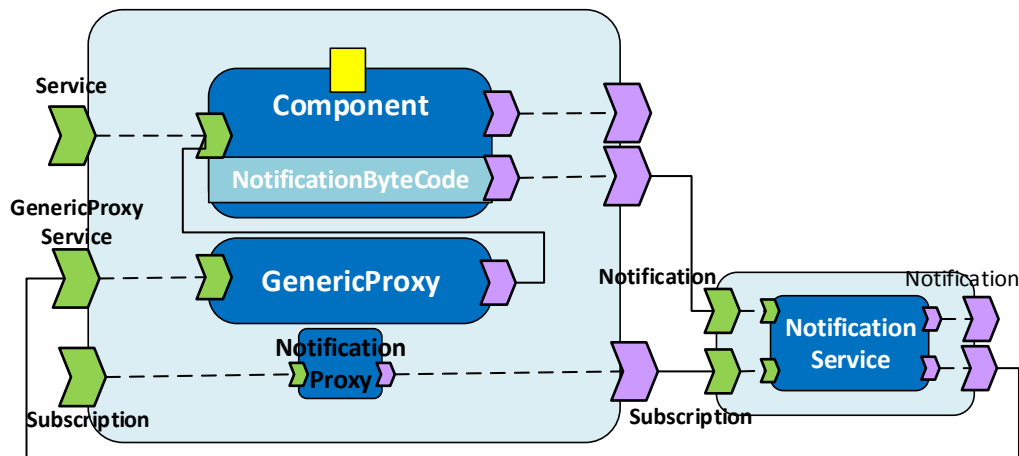 Service
Component
NotificationByteCode
GenericProxy
Service
GenericProxy
Notification
Notification
Notification
Proxy
Notification
Service
Subscription
Subscription